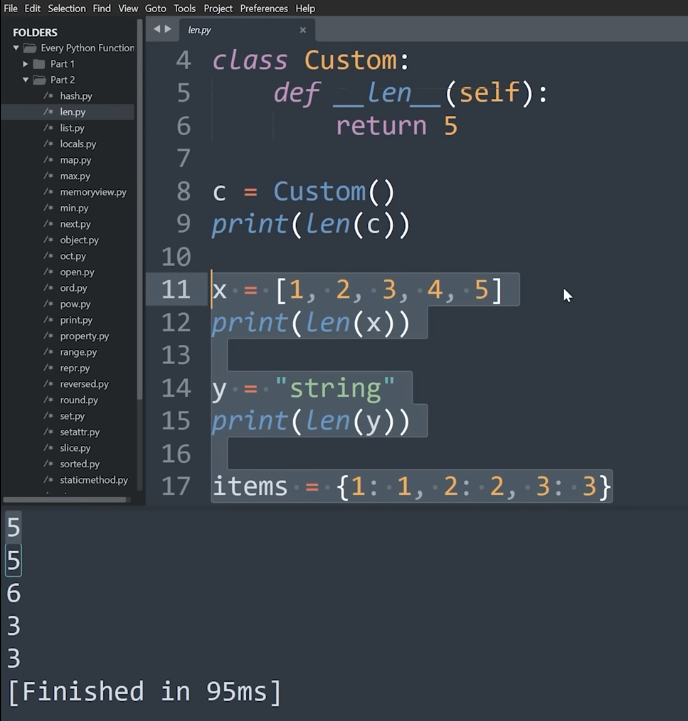 File Edit Selection Find View Goto Tools Project Preferences Help
FOLDERS
Every Python Function
Part 1
Part 2
/* hash.py
/* len.py
/* list.py
/* locals.py
/* map.py
/* max.py
/* memoryview.py
/* min.py
/* next.py
/* object.py
/* oct.py
/* open.py
/* ord.py
/* pow.py
/* print.py
/* property.py
/* range.py
/* repr.py
/* reversed.py
/* round.py
/* set.py
/* setattr.py
/* slice.py
/* sorted.py
/* staticmethod.py
len.py ×
4 class Custom:
5     def __len__(self):
6         return 5
7
8 c = Custom()
9 print(len(c))
10
11 x = [1, 2, 3, 4, 5]
12 print(len(x))
13
14 y = "string"
15 print(len(y))
16
17 items = {1: 1, 2: 2, 3: 3}
5
5
6
3
3
[Finished in 95ms]